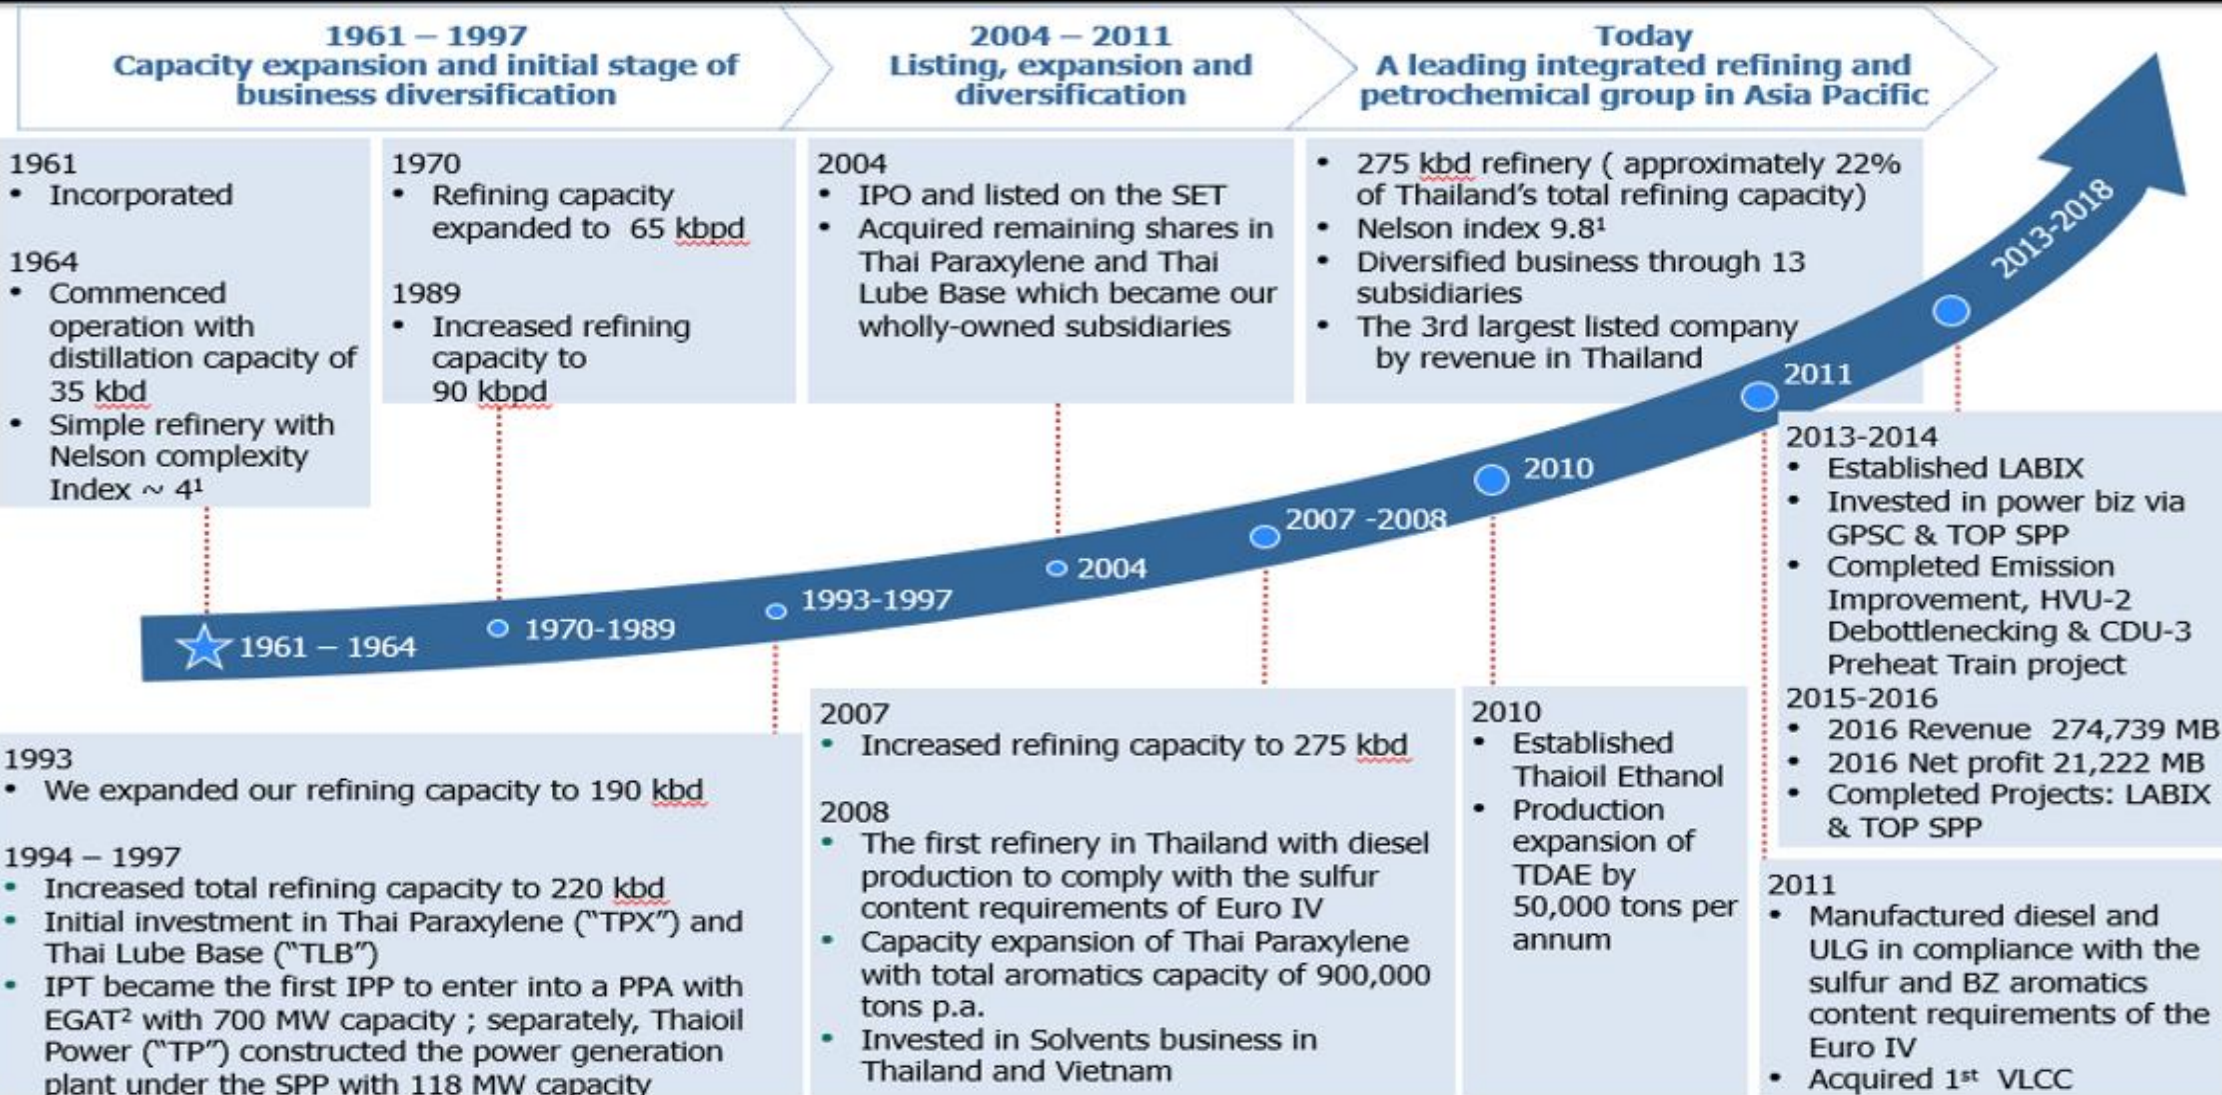 1961 – 1997
Capacity expansion and initial stage of
business diversification
2004 – 2011
Listing, expansion and
diversification
Today
A leading integrated refining and
petrochemical group in Asia Pacific
1961
• Incorporated
1964
• Commenced
operation with
distillation capacity of
35 kbd
• Simple refinery with
Nelson complexity
Index ~ 4¹
1970
• Refining capacity
expanded to 65 kbpd
1989
• Increased refining
capacity to
90 kbpd
2004
• IPO and listed on the SET
• Acquired remaining shares in
Thai Paraxylene and Thai
Lube Base which became our
wholly-owned subsidiaries
• 275 kbd refinery ( approximately 22%
of Thailand's total refining capacity)
• Nelson index 9.8¹
• Diversified business through 13
subsidiaries
• The 3rd largest listed company
by revenue in Thailand
1961 – 1964
1970-1989
1993-1997
2004
2007 -2008
2010
2011
2013-2018
1993
• We expanded our refining capacity to 190 kbd
1994 – 1997
• Increased total refining capacity to 220 kbd
• Initial investment in Thai Paraxylene (“TPX”) and
Thai Lube Base (“TLB”)
• IPT became the first IPP to enter into a PPA with
EGAT² with 700 MW capacity ; separately, Thaioil
Power (“TP”) constructed the power generation
plant under the SPP with 118 MW capacity
2007
• Increased refining capacity to 275 kbd
2008
• The first refinery in Thailand with diesel
production to comply with the sulfur
content requirements of Euro IV
• Capacity expansion of Thai Paraxylene
with total aromatics capacity of 900,000
tons p.a.
• Invested in Solvents business in
Thailand and Vietnam
2010
• Established
Thaioil Ethanol
• Production
expansion of
TDAE by
50,000 tons per
annum
2013-2014
• Established LABIX
• Invested in power biz via
GPSC & TOP SPP
• Completed Emission
Improvement, HVU-2
Debottlenecking & CDU-3
Preheat Train project
2015-2016
• 2016 Revenue 274,739 MB
• 2016 Net profit 21,222 MB
• Completed Projects: LABIX
& TOP SPP
2011
• Manufactured diesel and
ULG in compliance with the
sulfur and BZ aromatics
content requirements of the
Euro IV
• Acquired 1st VLCC